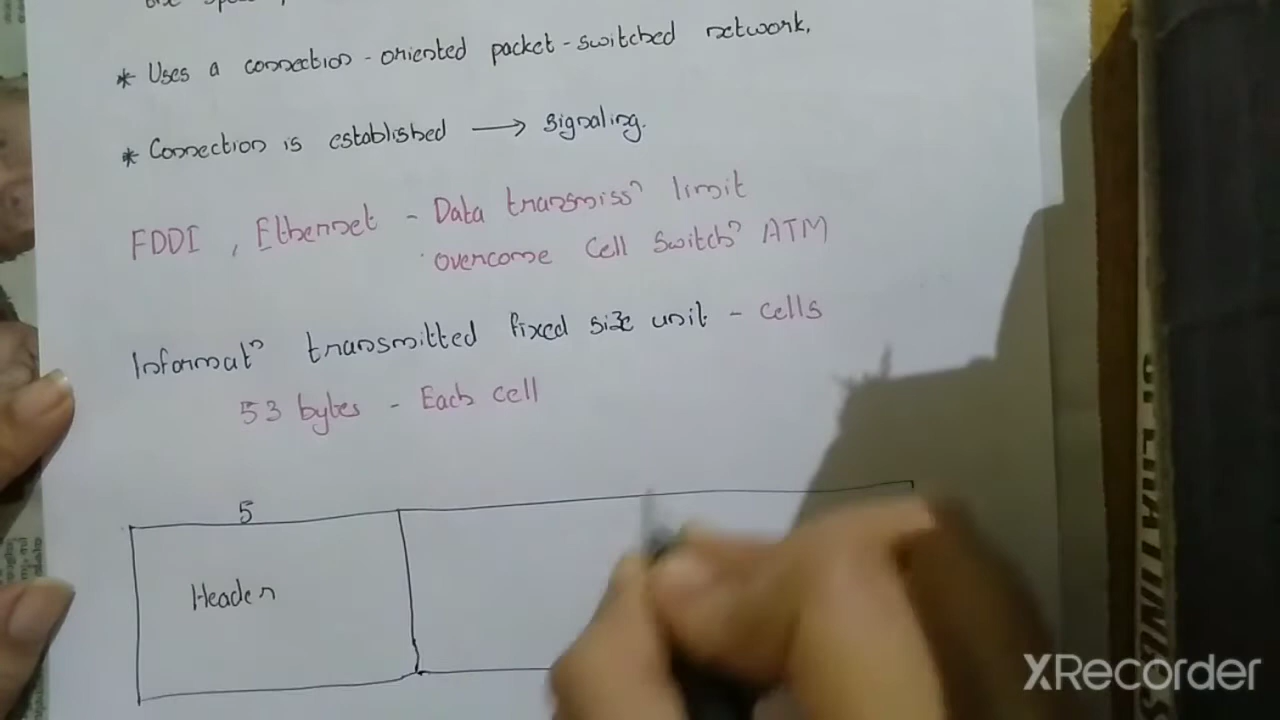 * Uses a connection - oriented packet - switched network.
* Connection is established → signaling.
FDDI , Ethernet - Data transmissⁿ limit
overcome Cell Switchⁿ ATM
Informatⁿ transmitted fixed size unit - cells
53 bytes - Each cell
5
Header
XRecorder